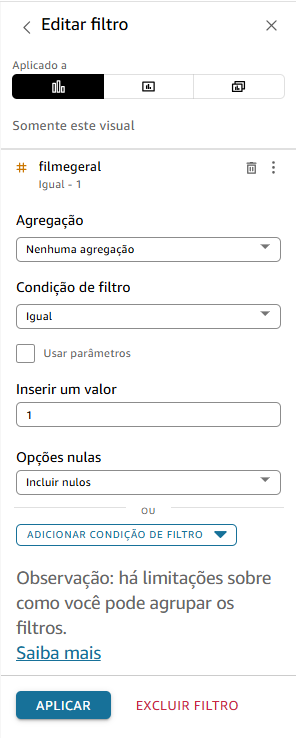 Editar filtro
Aplicado a
Somente este visual
# filmegeral
Igual - 1
Agregação
Nenhuma agregação
Condição de filtro
Igual
Usar parâmetros
Inserir um valor
1
Opções nulas
Incluir nulos
OU
ADICIONAR CONDIÇÃO DE FILTRO
Observação: há limitações sobre
como você pode agrupar os
filtros.
Saiba mais
APLICAR EXCLUIR FILTRO